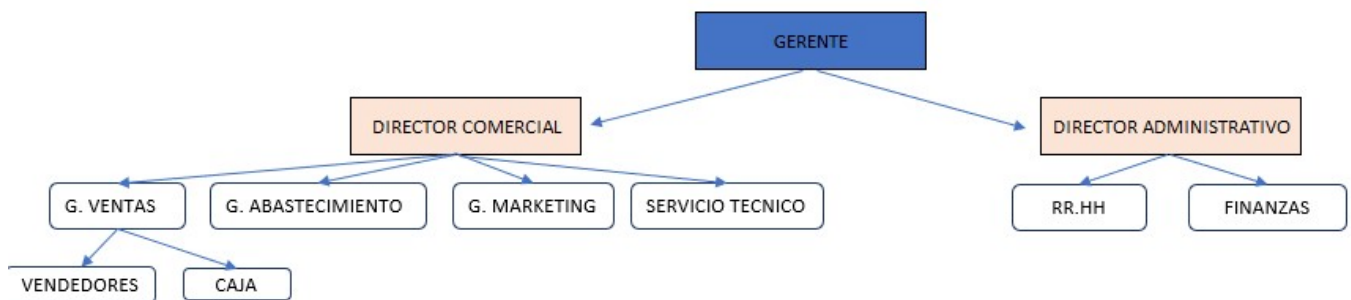 GERENTE
DIRECTOR COMERCIAL
DIRECTOR ADMINISTRATIVO
G. VENTAS
G. ABASTECIMIENTO
G. MARKETING
SERVICIO TECNICO
RR.HH
FINANZAS
VENDEDORES
CAJA